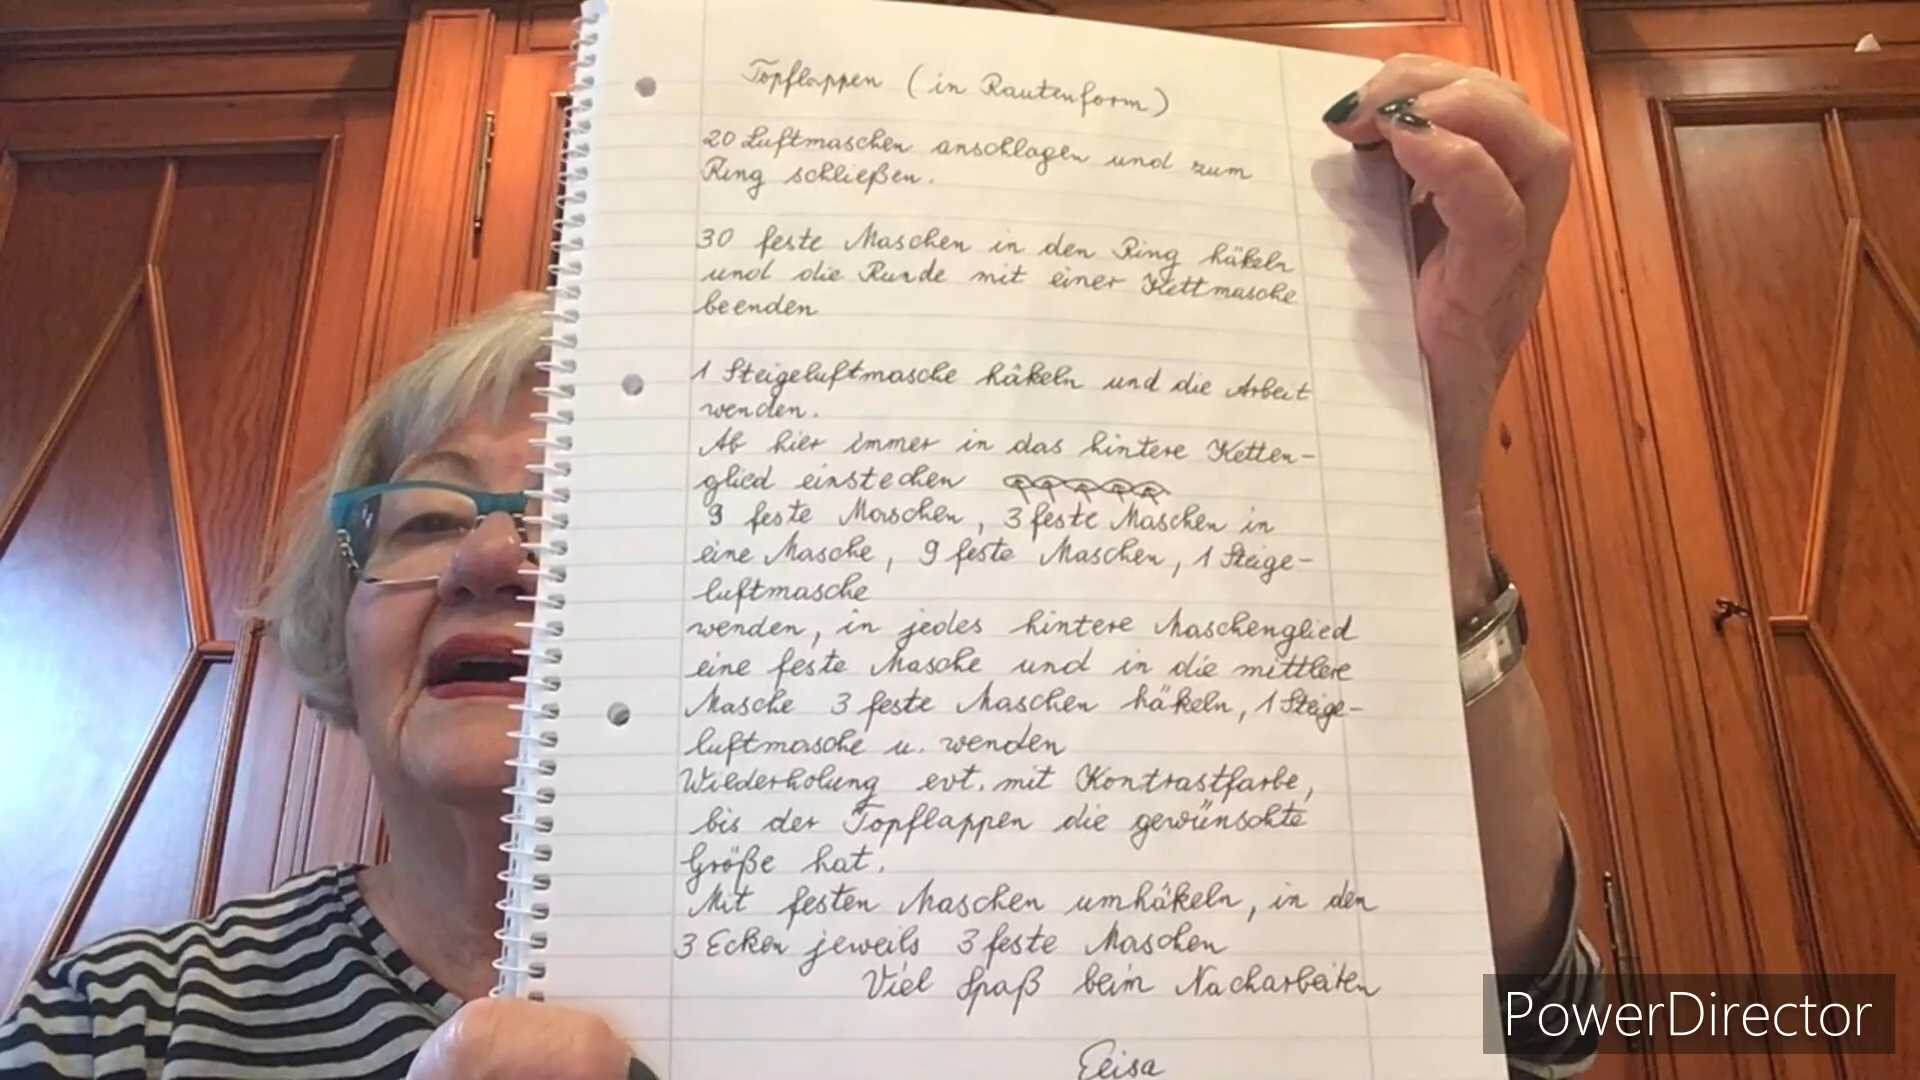 Topflappen (in Rautenform)
20 Luftmaschen anschlagen und zum
Ring schließen.
30 feste Maschen in den Ring häkeln
und die Runde mit einer Kettmasche
beenden
1 Steigeluftmasche häkeln und die Arbeit
wenden.
Ab hier immer in das hintere Ketten-
glied einstechen
9 feste Maschen, 3 feste Maschen in
eine Masche, 9 feste Maschen, 1 Steige-
luftmasche
wenden, in jedes hintere Maschenglied
eine feste Masche und in die mittlere
Masche 3 feste Maschen häkeln, 1 Steige-
luftmasche u. wenden
Wiederholung evt. mit Kontrastfarbe,
bis der Topflappen die gewünschte
Größe hat.
Mit festen Maschen umhäkeln, in den
3 Ecken jeweils 3 feste Maschen
Viel Spaß beim Nacharbeiten
PowerDirector